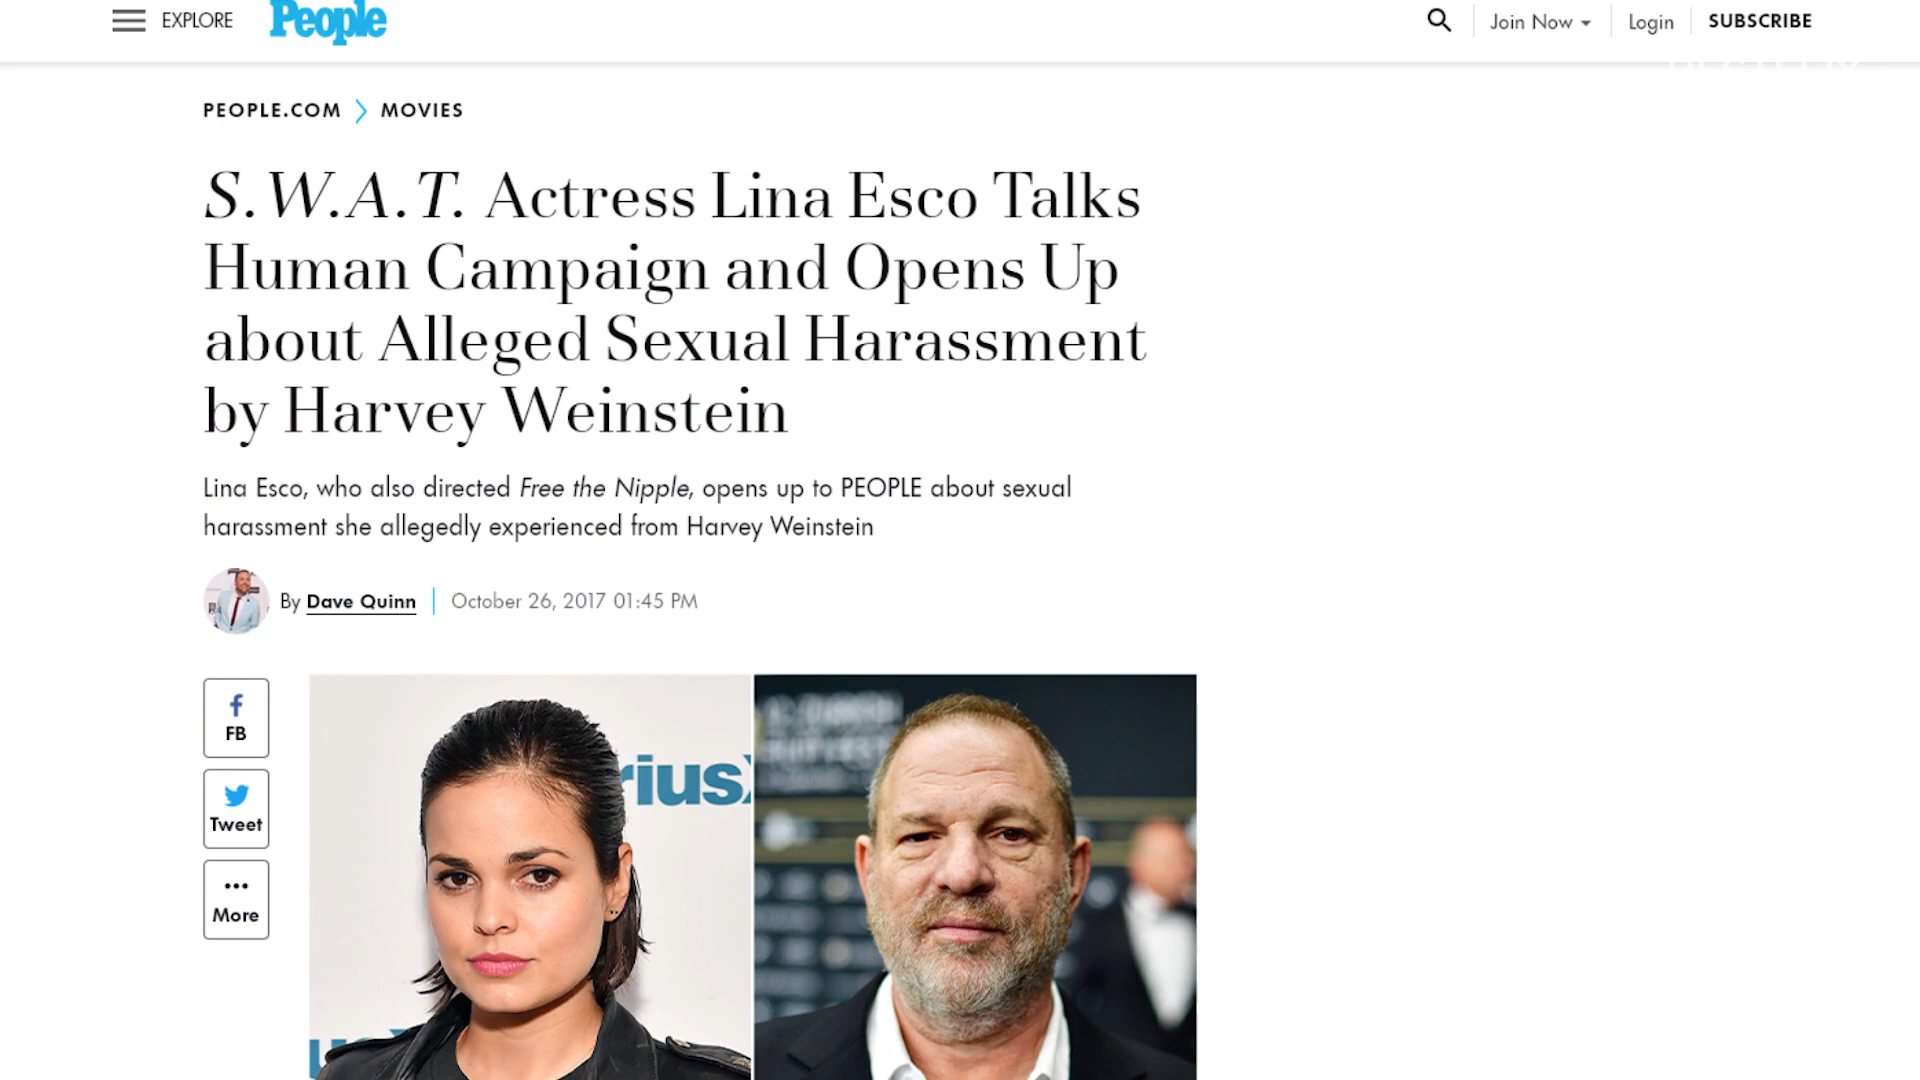 EXPLORE People Join Now Login SUBSCRIBE
PEOPLE.COM MOVIES
S.W.A.T. Actress Lina Esco Talks
Human Campaign and Opens Up
about Alleged Sexual Harassment
by Harvey Weinstein
Lina Esco, who also directed Free the Nipple, opens up to PEOPLE about sexual
harassment she allegedly experienced from Harvey Weinstein
By Dave Quinn October 26, 2017 01:45 PM
FB
Tweet
More
rius